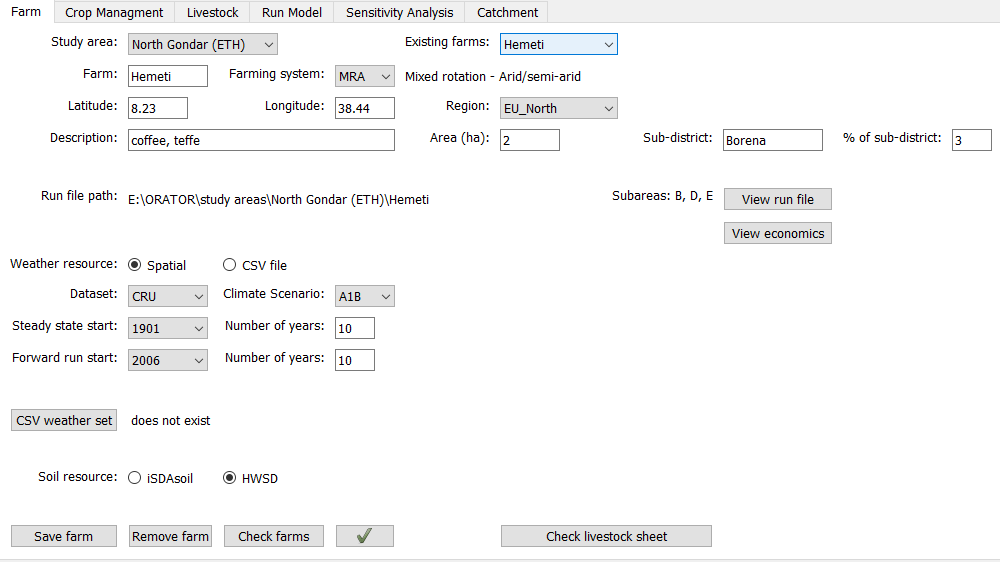 Farm Crop Managment Livestock Run Model Sensitivity Analysis Catchment
Study area: North Gondar (ETH) Existing farms: Hemeti
Farm: Hemeti Farming system: MRA Mixed rotation - Arid/semi-arid
Latitude: 8.23 Longitude: 38.44 Region: EU_North
Description: coffee, teffe Area (ha): 2 Sub-district: Borena % of sub-district: 3
Run file path: E:\ORATOR\study areas\North Gondar (ETH)\Hemeti Subareas: B, D, E View run file
View economics
Weather resource: Spatial CSV file
Dataset: CRU Climate Scenario: A1B
Steady state start: 1901 Number of years: 10
Forward run start: 2006 Number of years: 10
CSV weather set does not exist
Soil resource: iSDAsoil HWSD
Save farm Remove farm Check farms Check livestock sheet